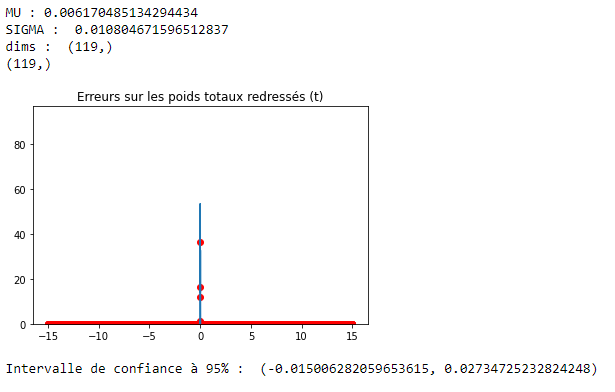 MU : 0.006170485134294434
SIGMA :  0.010804671596512837
dims :  (119,)
(119,)
Erreurs sur les poids totaux redressés (t)
80
60
40
20
0
−15 −10 −5 0 5 10 15
Intervalle de confiance à 95% :  (-0.015006282059653615, 0.02734725232824248)